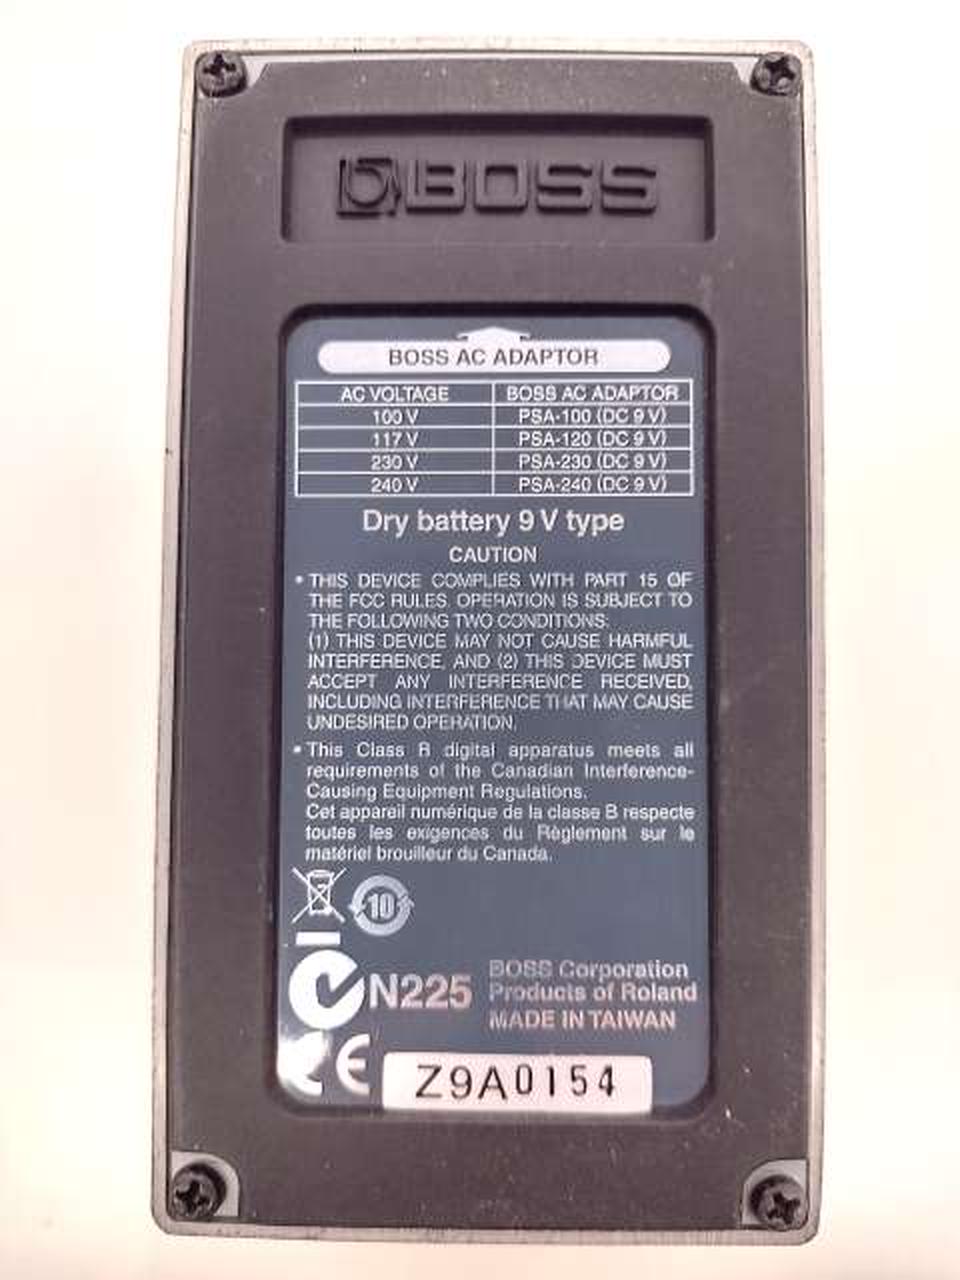 BOSS
BOSS AC ADAPTOR
AC VOLTAGE BOSS AC ADAPTOR
100 V PSA-100 (DC 9 V)
117 V PSA-120 (DC 9 V)
230 V PSA-230 (DC 9 V)
240 V PSA-240 (DC 9 V)
Dry battery 9 V type
CAUTION
• THIS DEVICE COMPLIES WITH PART 15 OF
THE FCC RULES. OPERATION IS SUBJECT TO
THE FOLLOWING TWO CONDITIONS:
(1) THIS DEVICE MAY NOT CAUSE HARMFUL
INTERFERENCE, AND (2) THIS DEVICE MUST
ACCEPT ANY INTERFERENCE RECEIVED,
INCLUDING INTERFERENCE THAT MAY CAUSE
UNDESIRED OPERATION.
• This Class B digital apparatus meets all
requirements of the Canadian Interference-
Causing Equipment Regulations.
Cet appareil numérique de la classe B respecte
toutes les exigences du Règlement sur le
matériel brouilleur du Canada.
10
N225
BOSS Corporation
Products of Roland
MADE IN TAIWAN
CE
Z9A0154